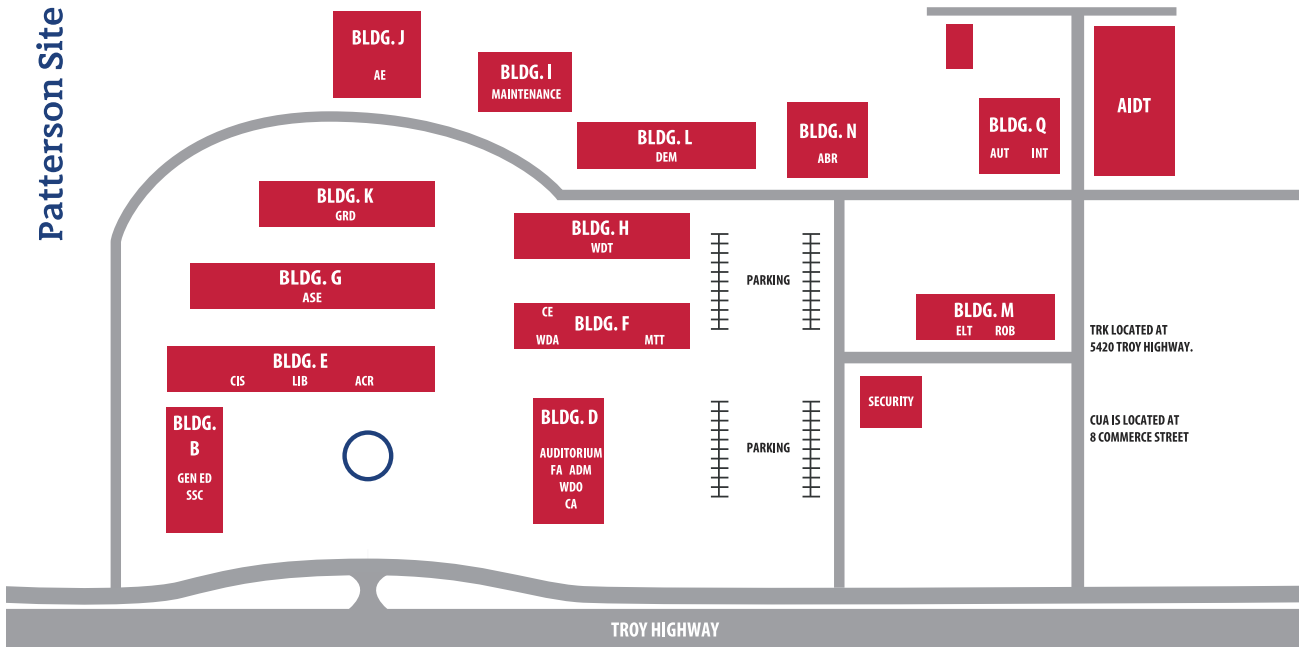 Patterson Site
BLDG. J
AE
BLDG. I
MAINTENANCE
BLDG. L
DEM
BLDG. N
ABR
BLDG. Q
AUT INT
AIDT
BLDG. K
GRD
BLDG. H
WDT
BLDG. G
ASE
PARKING
CE
BLDG. F
WDA MTT
BLDG. M
ELT ROB
TRK LOCATED AT
5420 TROY HIGHWAY.
BLDG. E
CIS LIB ACR
SECURITY
BLDG.
B
GEN ED
SSC
BLDG. D
AUDITORIUM
FA ADM
WDO
CA
PARKING
CUA IS LOCATED AT
8 COMMERCE STREET
TROY HIGHWAY